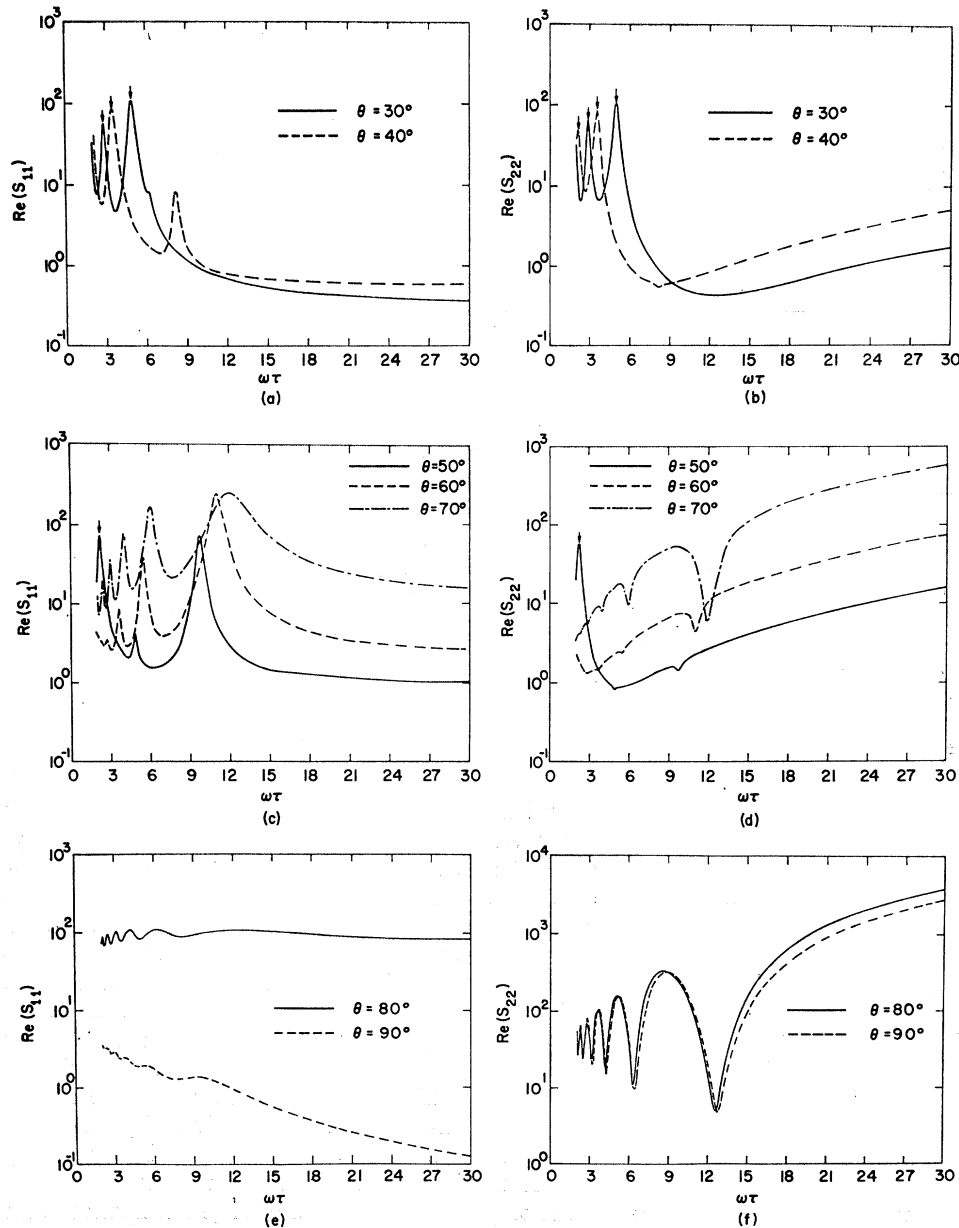 10³
10²
10¹
10⁰
10⁻¹
Re (S₁₁)
θ = 30°
θ = 40°
0 3 6 9 12 15 18 21 24 27 30
ωτ
(a)
10³
10²
10¹
10⁰
10⁻¹
Re (S₂₂)
θ = 30°
θ = 40°
0 3 6 9 12 15 18 21 24 27 30
ωτ
(b)
10³
10²
10¹
10⁰
10⁻¹
Re (S₁₁)
θ = 50°
θ = 60°
θ = 70°
0 3 6 9 12 15 18 21 24 27 30
ωτ
(c)
10³
10²
10¹
10⁰
10⁻¹
Re (S₂₂)
θ = 50°
θ = 60°
θ = 70°
0 3 6 9 12 15 18 21 24 27 30
ωτ
(d)
10³
10²
10¹
10⁰
10⁻¹
Re (S₁₁)
θ = 80°
θ = 90°
0 3 6 9 12 15 18 21 24 27 30
ωτ
(e)
10⁴
10³
10²
10¹
10⁰
Re (S₂₂)
θ = 80°
θ = 90°
0 3 6 9 12 15 18 21 24 27 30
ωτ
(f)